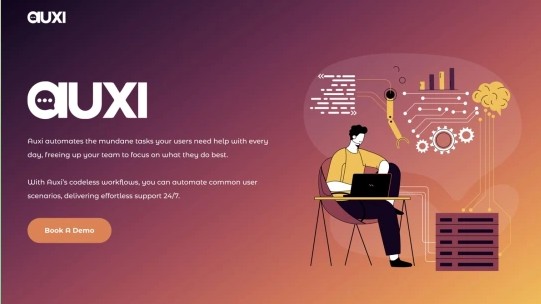 auxi
auxi
Auxi automates the mundane tasks your users need help with every
day, freeing up your team to focus on what they do best.
With Auxi's codeless workflows, you can automate common user
scenarios, delivering effortless support 24/7.
Book A Demo